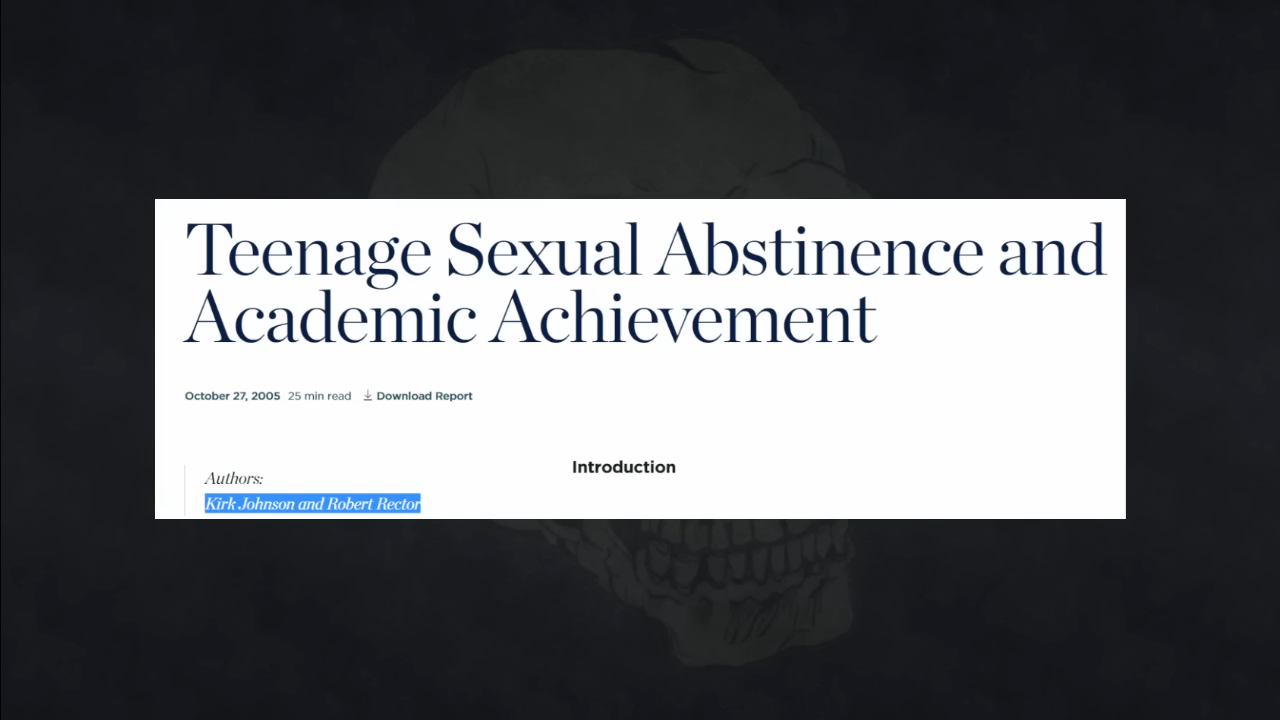 Teenage Sexual Abstinence and
Academic Achievement
October 27, 2005 25 min read Download Report
Introduction
Authors:
Kirk Johnson and Robert Rector